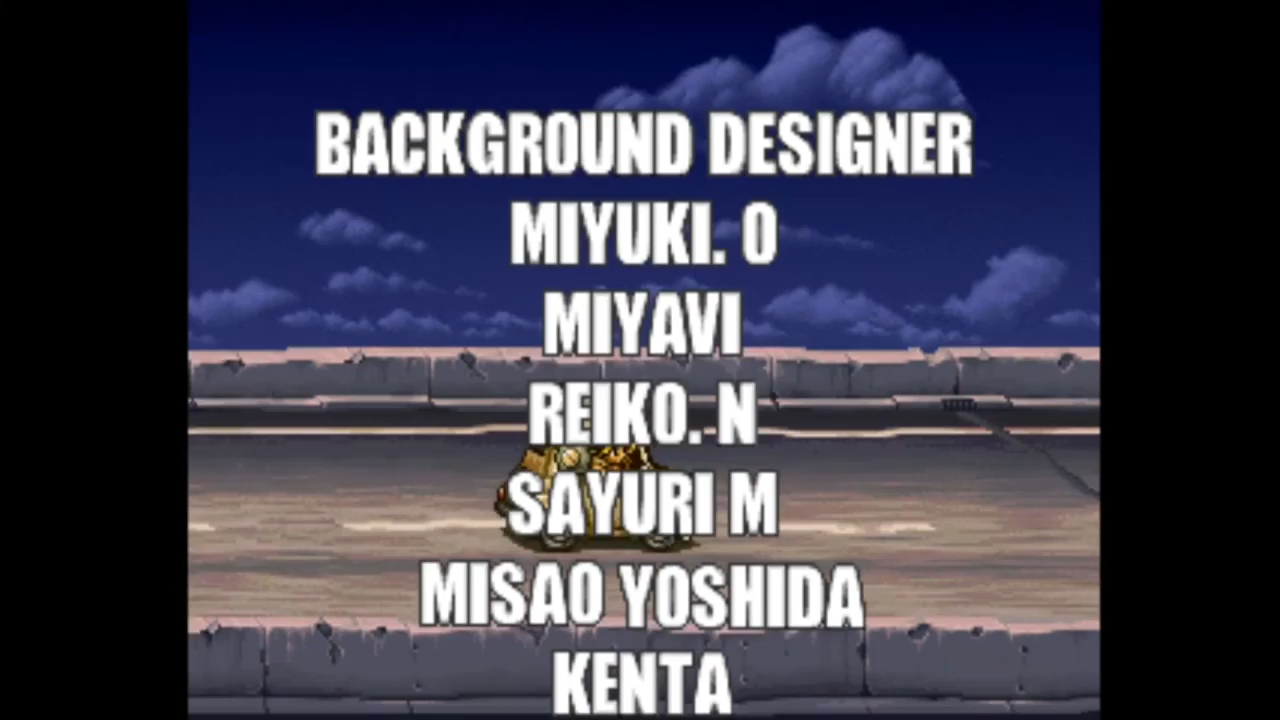 BACKGROUND DESIGNER
MIYUKI. O
MIYAVI
REIKO. N
SAYURI M
MISAO YOSHIDA
KENTA